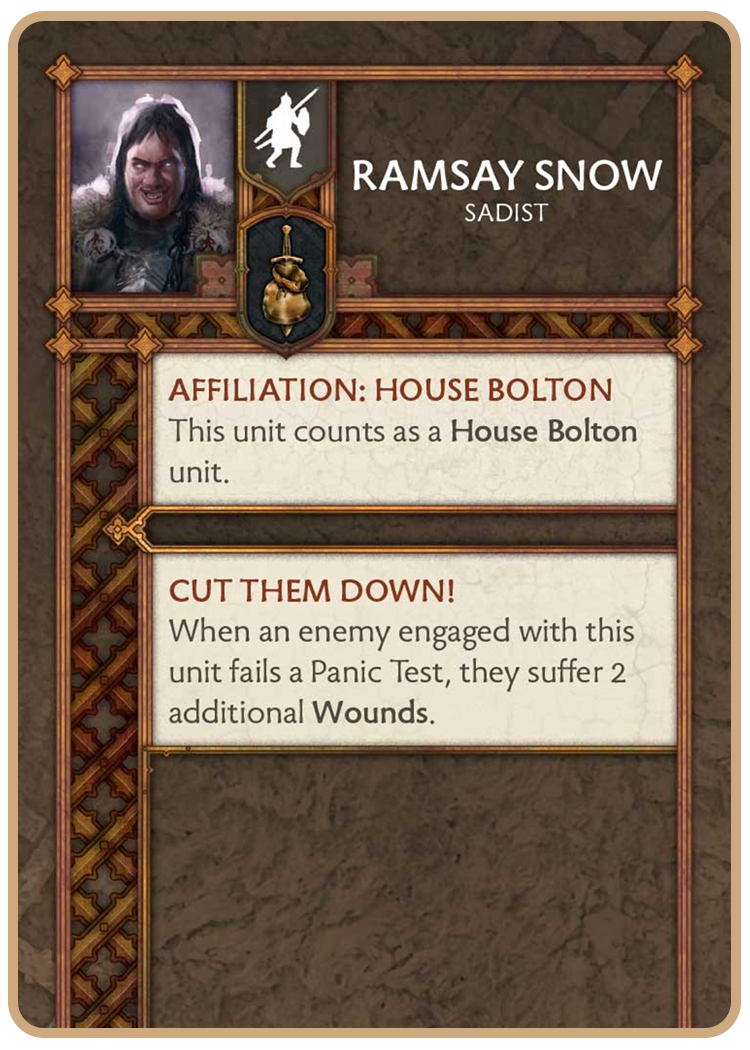 RAMSAY SNOW
SADIST
AFFILIATION: HOUSE BOLTON
This unit counts as a House Bolton
unit.
CUT THEM DOWN!
When an enemy engaged with this
unit fails a Panic Test, they suffer 2
additional Wounds.